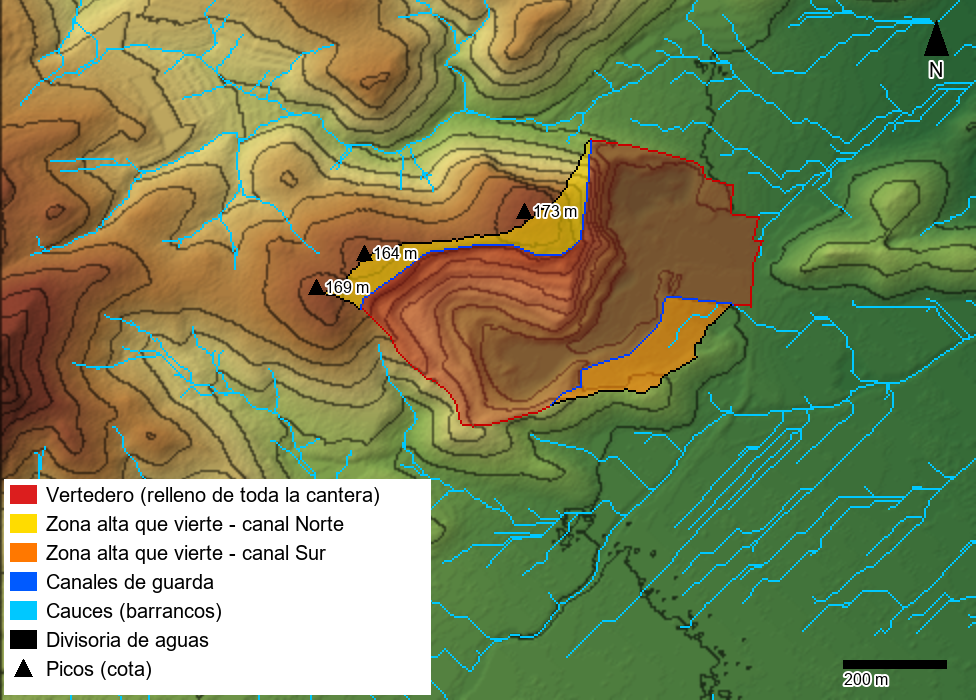 N
173 m
164 m
169 m
Vertedero (relleno de toda la cantera)
Zona alta que vierte - canal Norte
Zona alta que vierte - canal Sur
Canales de guarda
Cauces (barrancos)
Divisoria de aguas
Picos (cota)
200 m